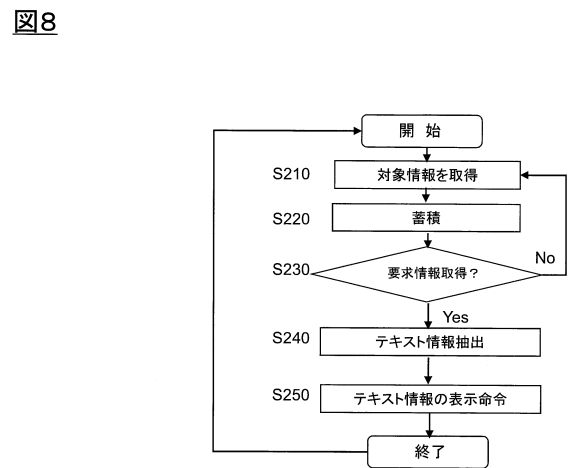 図8
開 始
S210
対象情報を取得
S220
蓄積
S230
要求情報取得？
No
Yes
S240
テキスト情報抽出
S250
テキスト情報の表示命令
終了